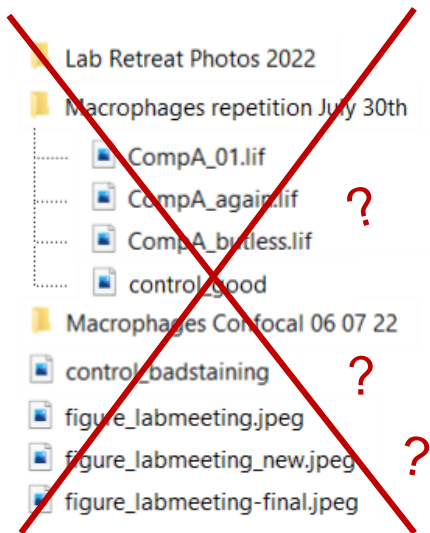 Lab Retreat Photos 2022
Macrophages repetition July 30th
CompA_01.lif
CompA_again.lif
?
CompA_butless.lif
control_good
Macrophages Confocal 06 07 22
control_badstaining
?
figure_labmeeting.jpeg
figure_labmeeting_new.jpeg
?
figure_labmeeting-final.jpeg